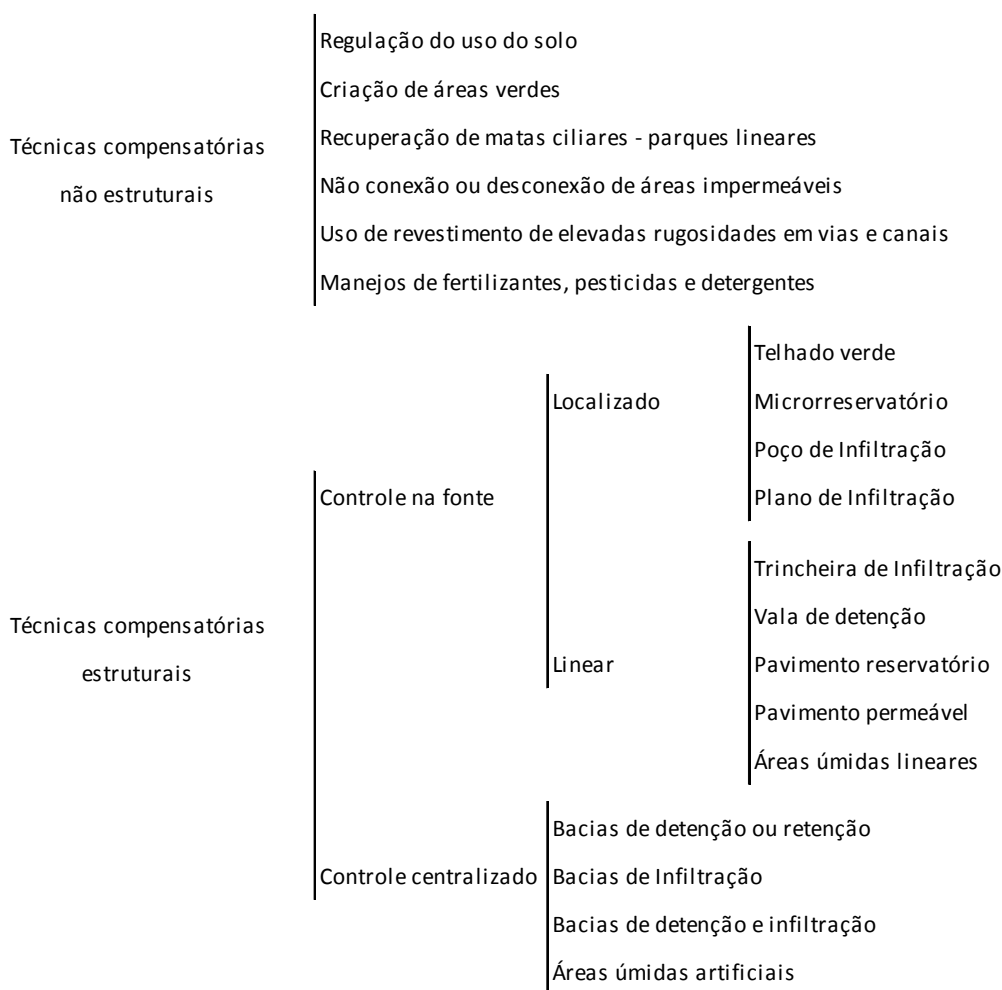 Técnicas compensatórias
não estruturais
Regulação do uso do solo
Criação de áreas verdes
Recuperação de matas ciliares - parques lineares
Não conexão ou desconexão de áreas impermeáveis
Uso de revestimento de elevadas rugosidades em vias e canais
Manejos de fertilizantes, pesticidas e detergentes
Técnicas compensatórias
estruturais
Controle na fonte
Localizado
Telhado verde
Microrreservatório
Poço de Infiltração
Plano de Infiltração
Linear
Trincheira de Infiltração
Vala de detenção
Pavimento reservatório
Pavimento permeável
Áreas úmidas lineares
Controle centralizado
Bacias de detenção ou retenção
Bacias de Infiltração
Bacias de detenção e infiltração
Áreas úmidas artificiais